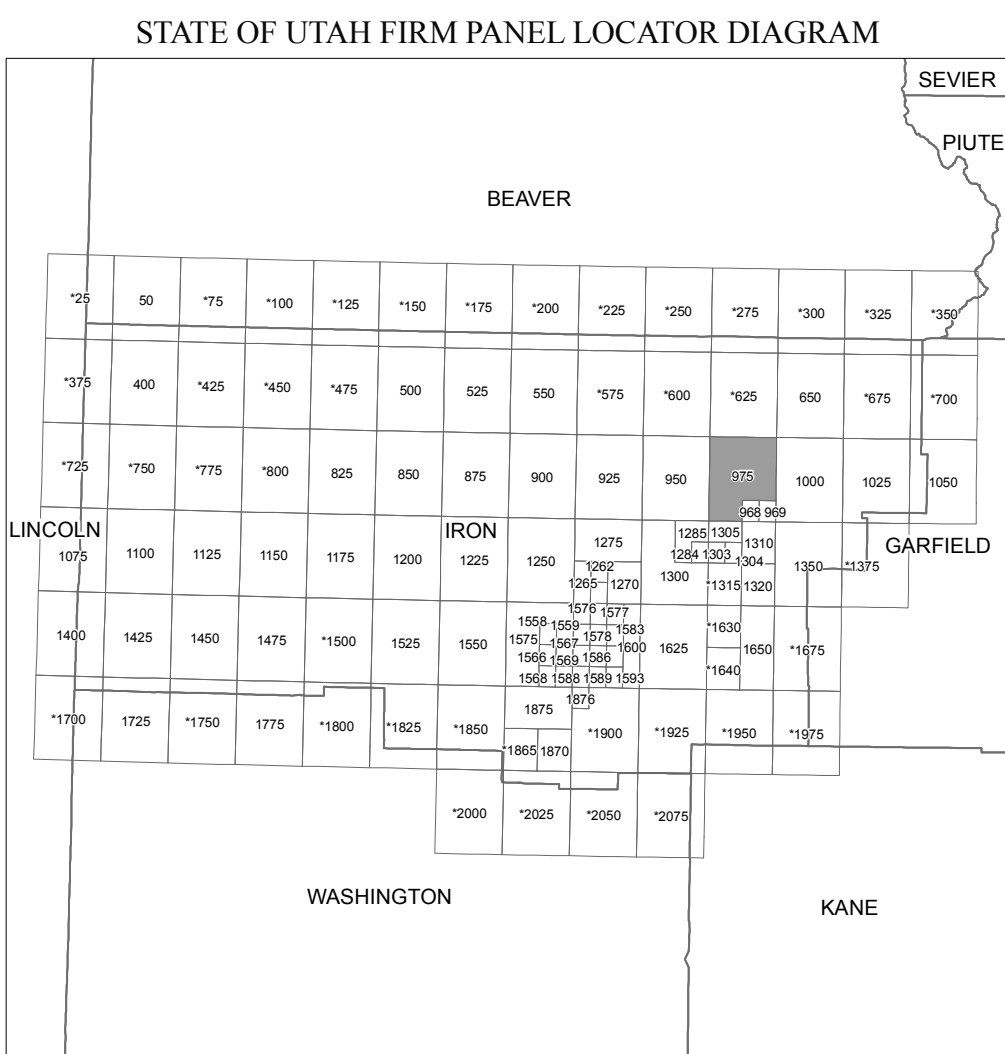 STATE OF UTAH FIRM PANEL LOCATOR DIAGRAM
SEVIER
PIUTE
BEAVER
*25 50 *75 *100 *125 *150 *175 *200 *225 *250 *275 *300 *325 *350
*375 400 *425 *450 *475 500 525 550 *575 *600 *625 650 *675 *700
*725 *750 *775 *800 825 850 875 900 925 950 975 1000 1025 1050
968 969
LINCOLN IRON GARFIELD
1075 1100 1125 1150 1175 1200 1225 1250 1275 1285 1305 1310
1284 1303 1304
1262 1300 1350 *1375
1265 1270 *1315 1320
1576 1577
1558 1559 1583 *1630
1400 1425 1450 1475 *1500 1525 1550 1575 1567 1578 1600 1625 1650 *1675
1566 1569 1586 *1640
1568 1588 1589 1593
1876
*1700 1725 *1750 1775 *1800 *1825 *1850 1875 *1900 *1925 *1950 *1975
*1865 1870
*2000 *2025 *2050 *2075
WASHINGTON
KANE